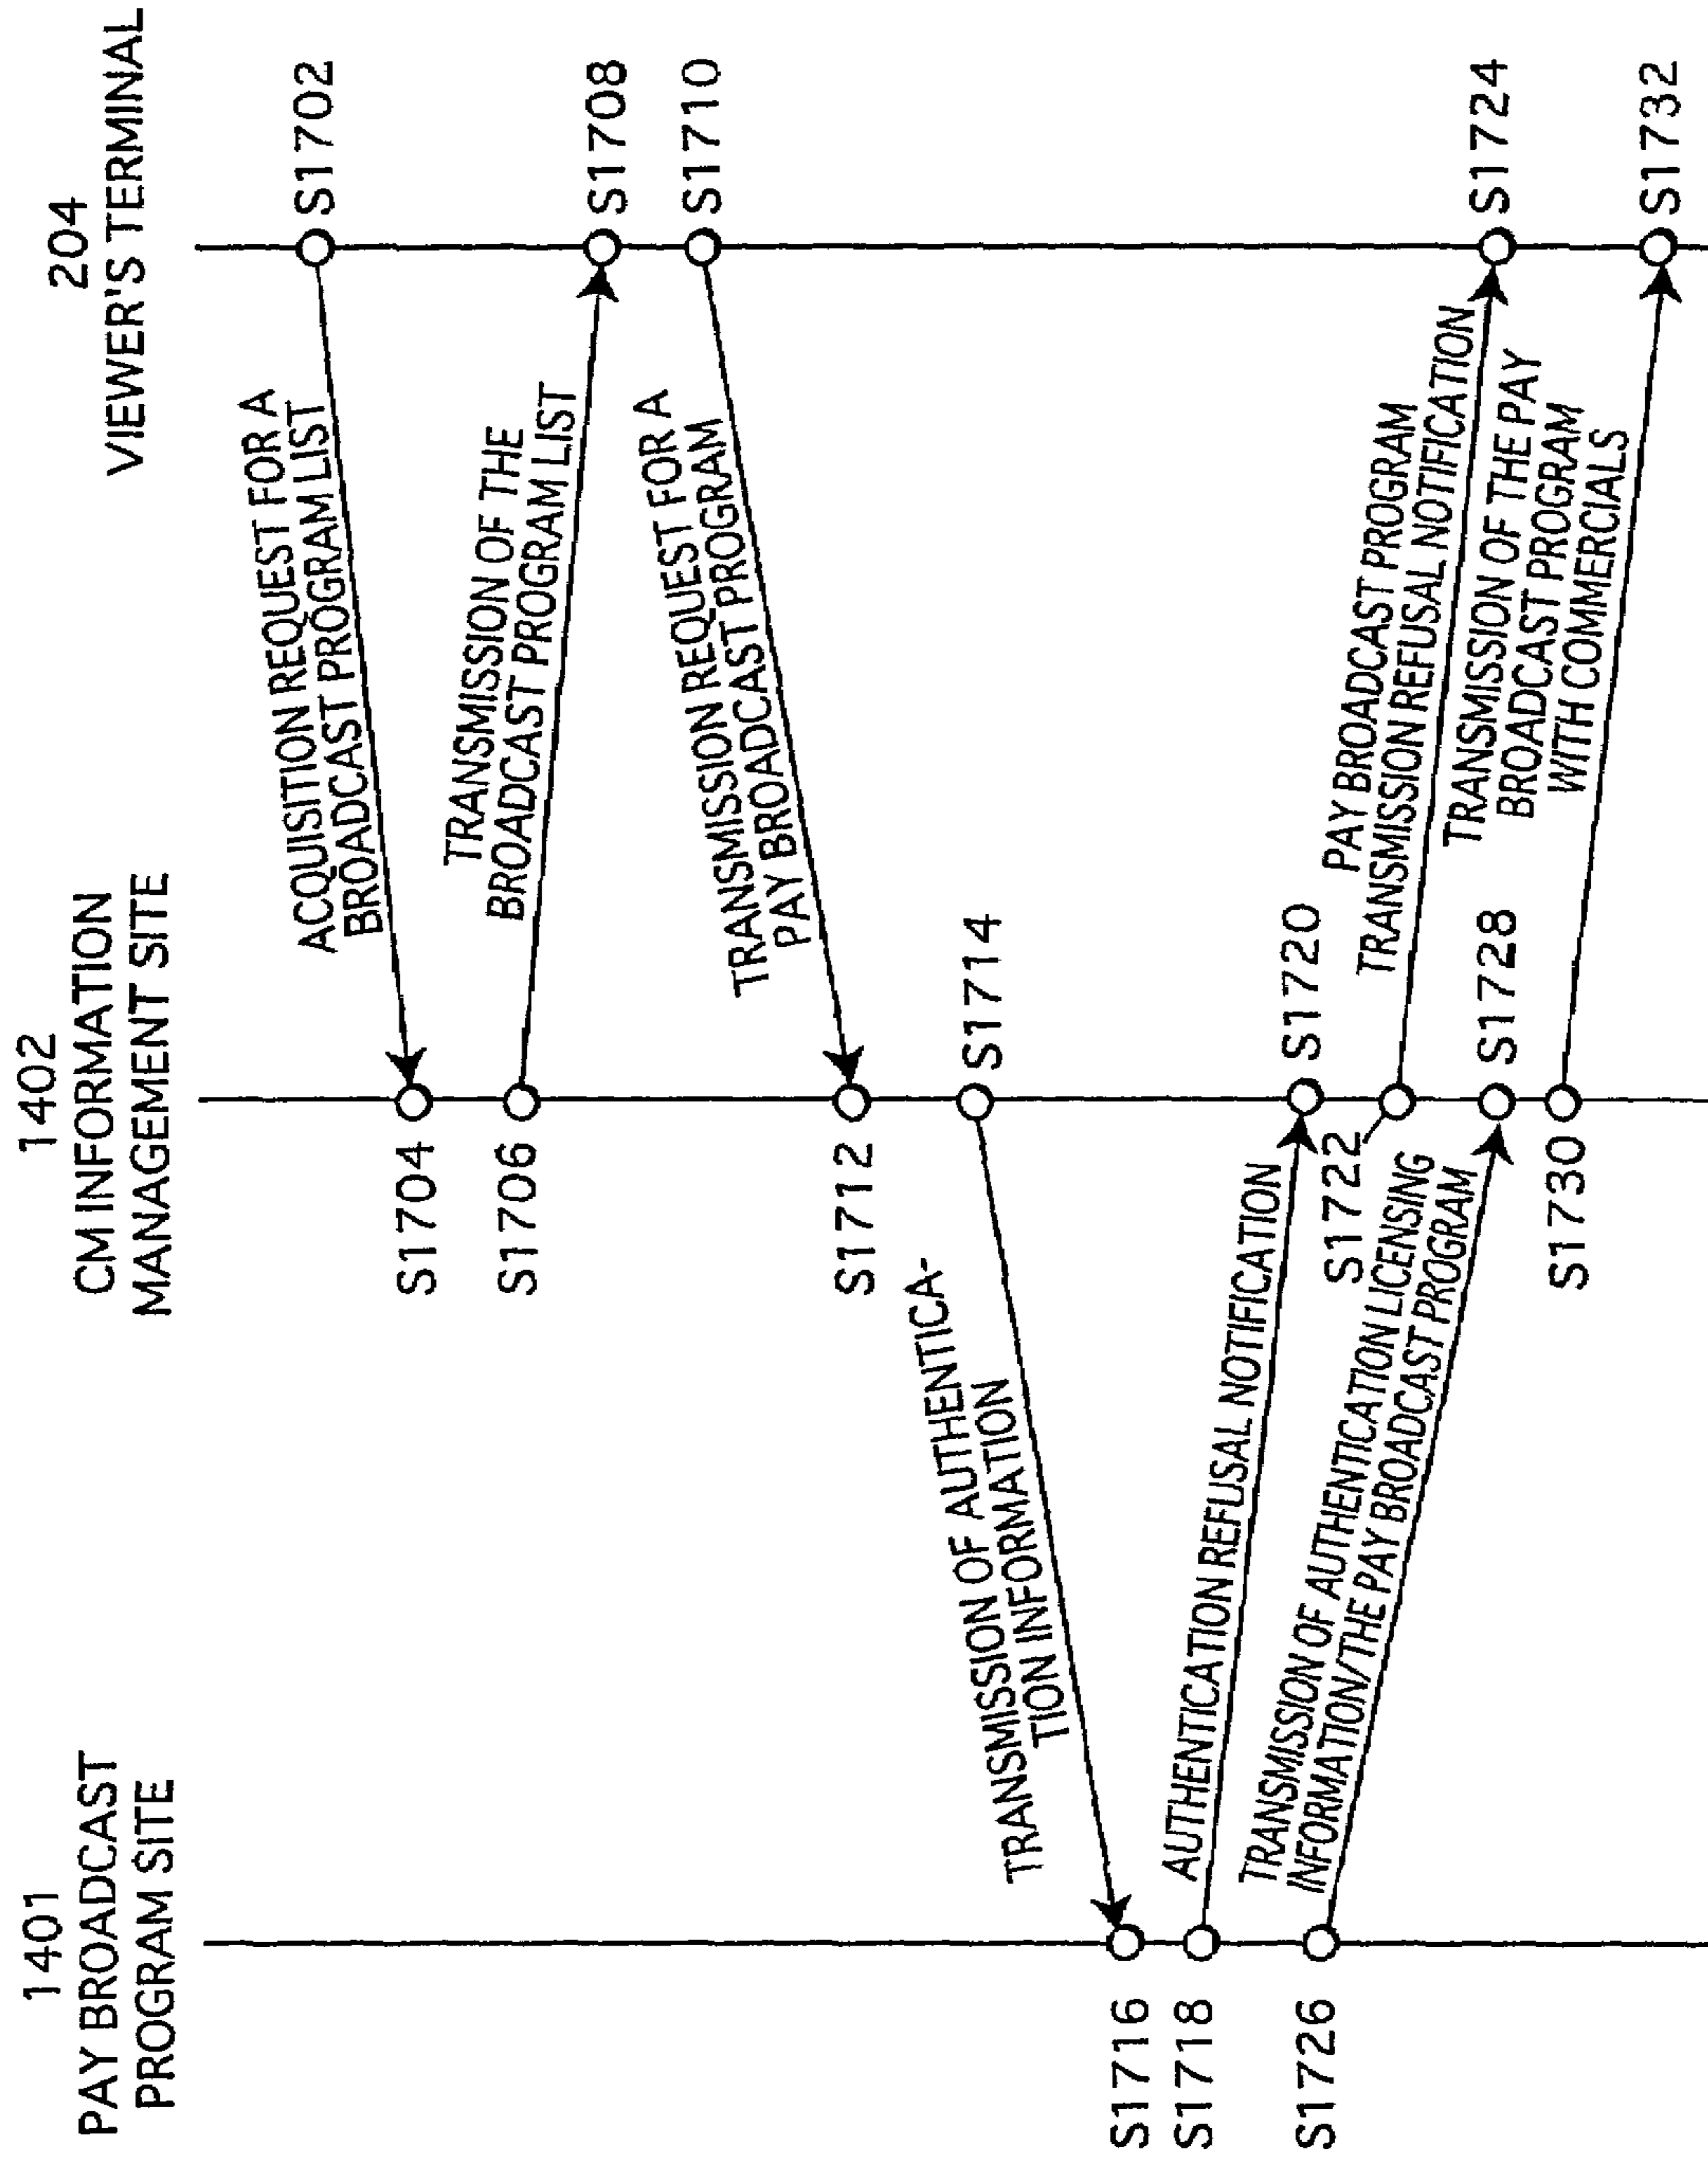 1401
PAY BROADCAST
PROGRAM SITE
1402
CM INFORMATION
MANAGEMENT SITE
204
VIEWER'S TERMINAL
S1702
ACQUISITION REQUEST FOR A
BROADCAST PROGRAM LIST
S1704
S1706
TRANSMISSION OF THE
BROADCAST PROGRAM LIST
S1708
S1710
TRANSMISSION REQUEST FOR A
PAY BROADCAST PROGRAM
S1712
S1714
TRANSMISSION OF AUTHENTICA-
TION INFORMATION
S1716
S1718
AUTHENTICATION REFUSAL NOTIFICATION
S1720
S1722
PAY BROADCAST PROGRAM
TRANSMISSION REFUSAL NOTIFICATION
S1724
S1726
TRANSMISSION OF AUTHENTICATION LICENSING
INFORMATION/THE PAY BROADCAST PROGRAM
S1728
S1730
TRANSMISSION OF THE PAY
BROADCAST PROGRAM
WITH COMMERCIALS
S1732